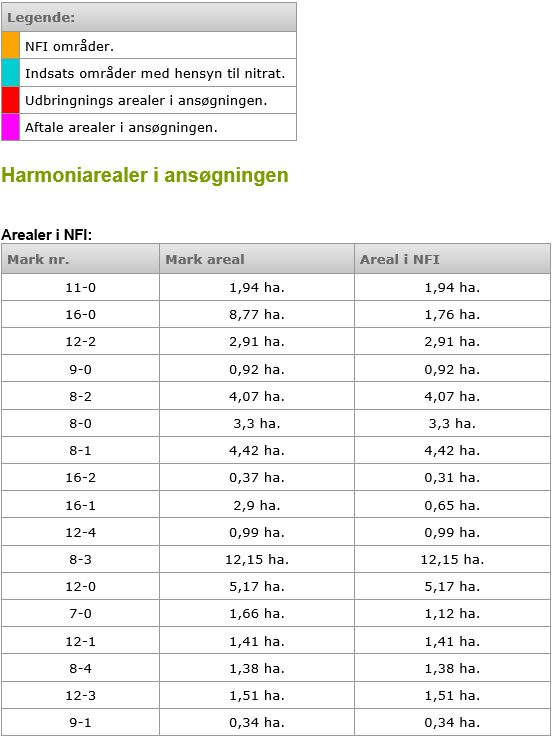 Legende:
NFI områder.
Indsats områder med hensyn til nitrat.
Udbringnings arealer i ansøgningen.
Aftale arealer i ansøgningen.
Harmoniarealer i ansøgningen
Arealer i NFI:
Mark nr. Mark areal Areal i NFI
11-0 1,94 ha. 1,94 ha.
16-0 8,77 ha. 1,76 ha.
12-2 2,91 ha. 2,91 ha.
9-0 0,92 ha. 0,92 ha.
8-2 4,07 ha. 4,07 ha.
8-0 3,3 ha. 3,3 ha.
8-1 4,42 ha. 4,42 ha.
16-2 0,37 ha. 0,31 ha.
16-1 2,9 ha. 0,65 ha.
12-4 0,99 ha. 0,99 ha.
8-3 12,15 ha. 12,15 ha.
12-0 5,17 ha. 5,17 ha.
7-0 1,66 ha. 1,12 ha.
12-1 1,41 ha. 1,41 ha.
8-4 1,38 ha. 1,38 ha.
12-3 1,51 ha. 1,51 ha.
9-1 0,34 ha. 0,34 ha.